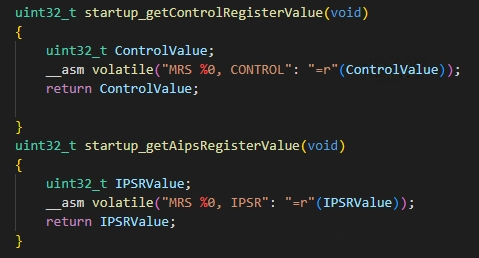 uint32_t startup_getControlRegisterValue(void)
{
    uint32_t ControlValue;
    __asm volatile("MRS %0, CONTROL": "=r"(ControlValue));
    return ControlValue;
}
uint32_t startup_getAipsRegisterValue(void)
{
    uint32_t IPSRValue;
    __asm volatile("MRS %0, IPSR": "=r"(IPSRValue));
    return IPSRValue;
}